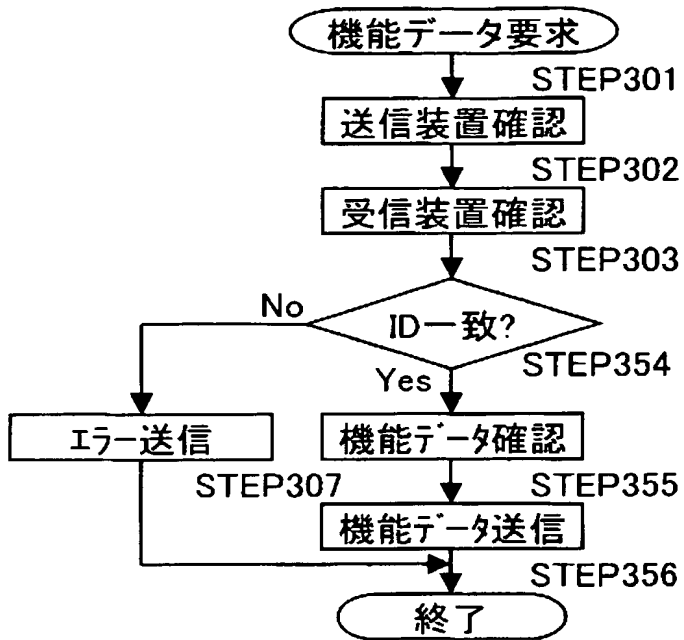 機能データ要求
STEP301
送信装置確認
STEP302
受信装置確認
STEP303
ID一致?
No
STEP354
Yes
エラー送信
機能データ確認
STEP307
STEP355
機能データ送信
STEP356
終了